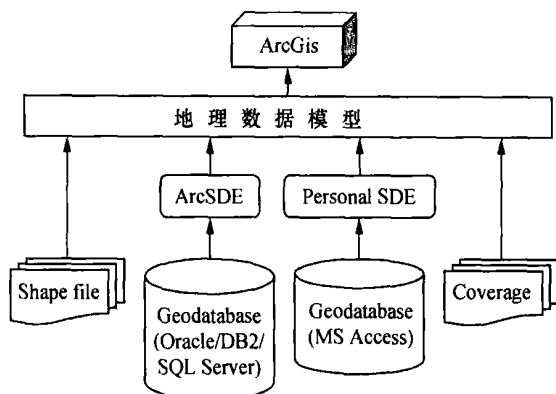 ArcGis
地理数据模型
ArcSDE
Personal SDE
Shape file
Geodatabase
(Oracle/DB2/
SQL Server)
Geodatabase
(MS Access)
Coverage